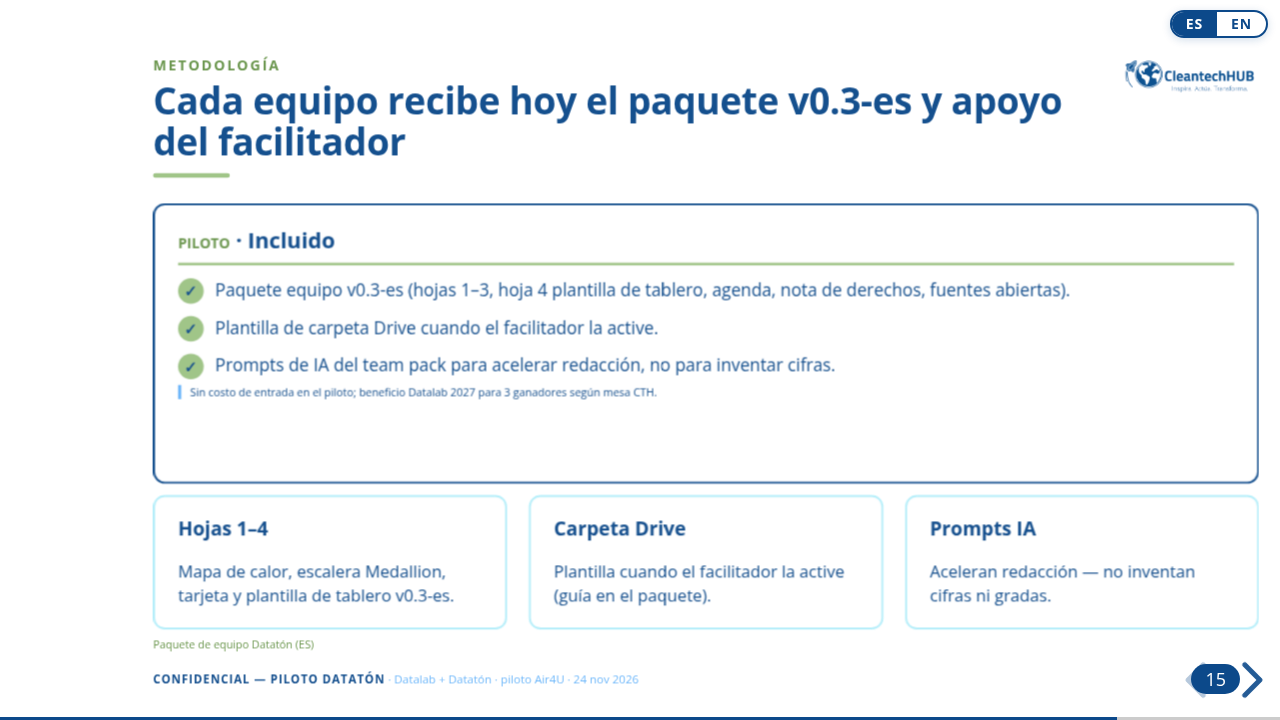 ES EN
METODOLOGÍA
CleantechHUB
Inspira. Actúa. Transforma.
Cada equipo recibe hoy el paquete v0.3-es y apoyo
del facilitador
PILOTO · Incluido
✓ Paquete equipo v0.3-es (hojas 1–3, hoja 4 plantilla de tablero, agenda, nota de derechos, fuentes abiertas).
✓ Plantilla de carpeta Drive cuando el facilitador la active.
✓ Prompts de IA del team pack para acelerar redacción, no para inventar cifras.
Sin costo de entrada en el piloto; beneficio Datalab 2027 para 3 ganadores según mesa CTH.
Hojas 1–4
Mapa de calor, escalera Medallion,
tarjeta y plantilla de tablero v0.3-es.
Carpeta Drive
Plantilla cuando el facilitador la active
(guía en el paquete).
Prompts IA
Aceleran redacción — no inventan
cifras ni gradas.
Paquete de equipo Datatón (ES)
CONFIDENCIAL — PILOTO DATATÓN · Datalab + Datatón · piloto Air4U · 24 nov 2026
15